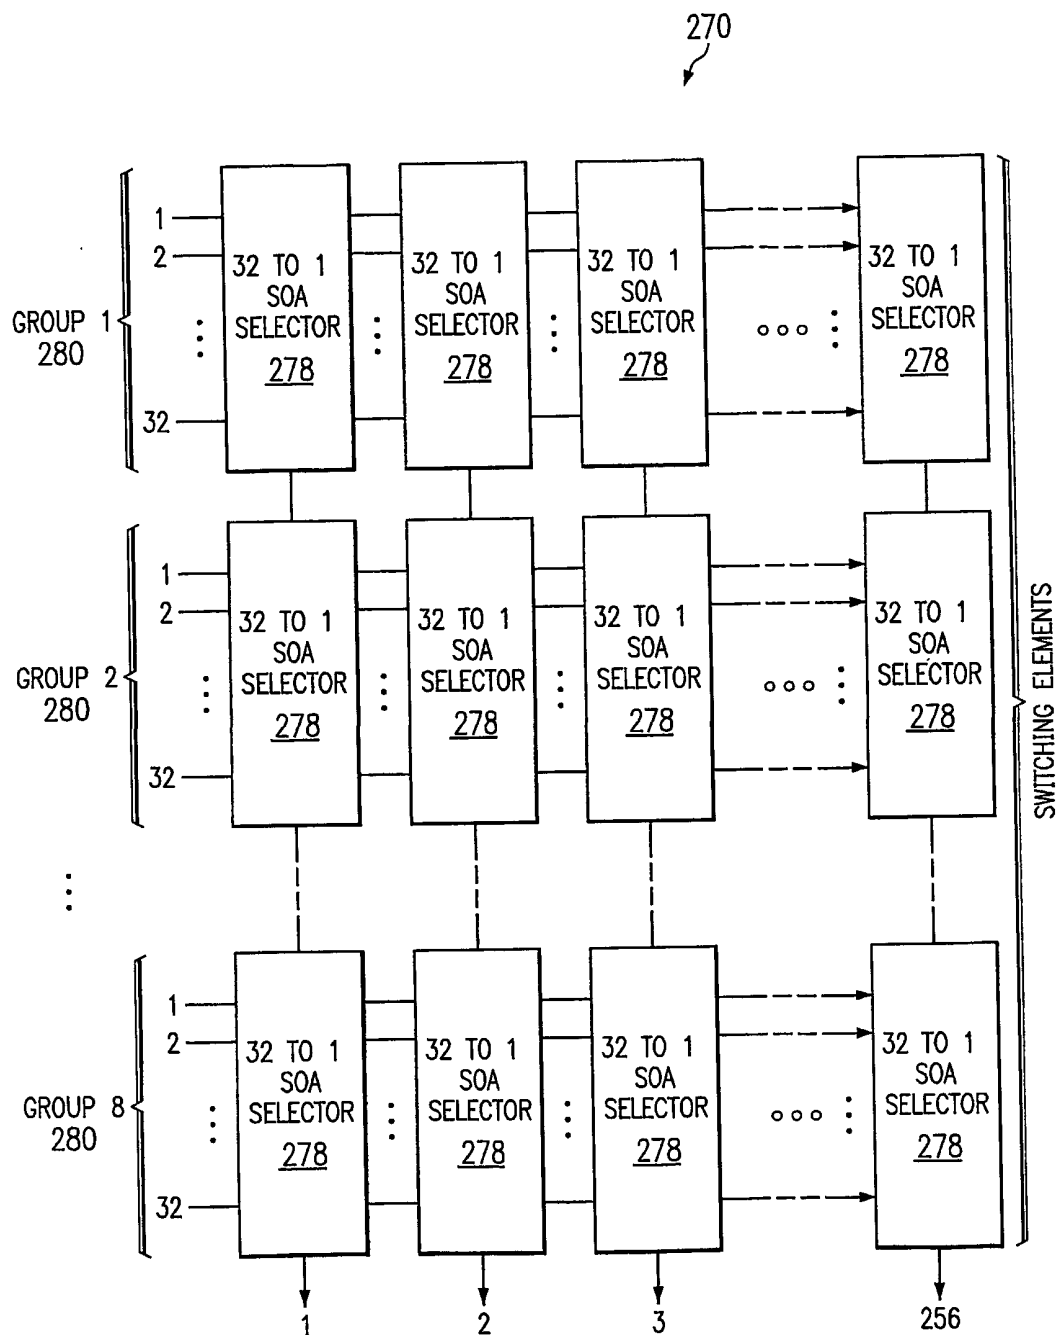 270
1
2
32
GROUP 1
280
32 TO 1
SOA
SELECTOR
278
32 TO 1
SOA
SELECTOR
278
32 TO 1
SOA
SELECTOR
278
32 TO 1
SOA
SELECTOR
278
1
2
32
GROUP 2
280
32 TO 1
SOA
SELECTOR
278
32 TO 1
SOA
SELECTOR
278
32 TO 1
SOA
SELECTOR
278
32 TO 1
SOA
SELECTOR
278
SWITCHING ELEMENTS
1
2
32
GROUP 8
280
32 TO 1
SOA
SELECTOR
278
32 TO 1
SOA
SELECTOR
278
32 TO 1
SOA
SELECTOR
278
32 TO 1
SOA
SELECTOR
278
1
2
3
256